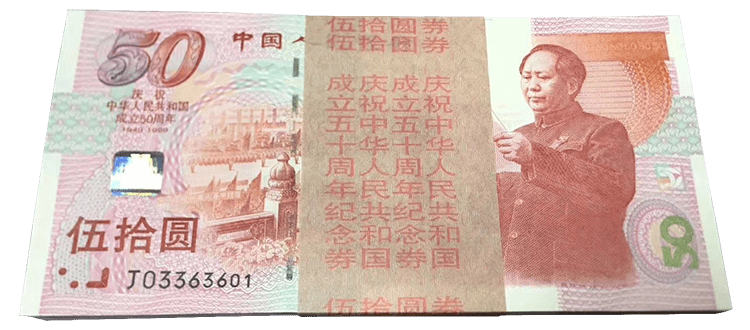 50
中国人
庆祝
中华人民共和国
成立50周年
1949-1999
伍拾圆
J03363601
伍拾圆券
伍拾圆券
庆祝中华人民共和国
成立五十周年纪念券
庆祝中华人民共和国
成立五十周年纪念券
伍拾圆券
50